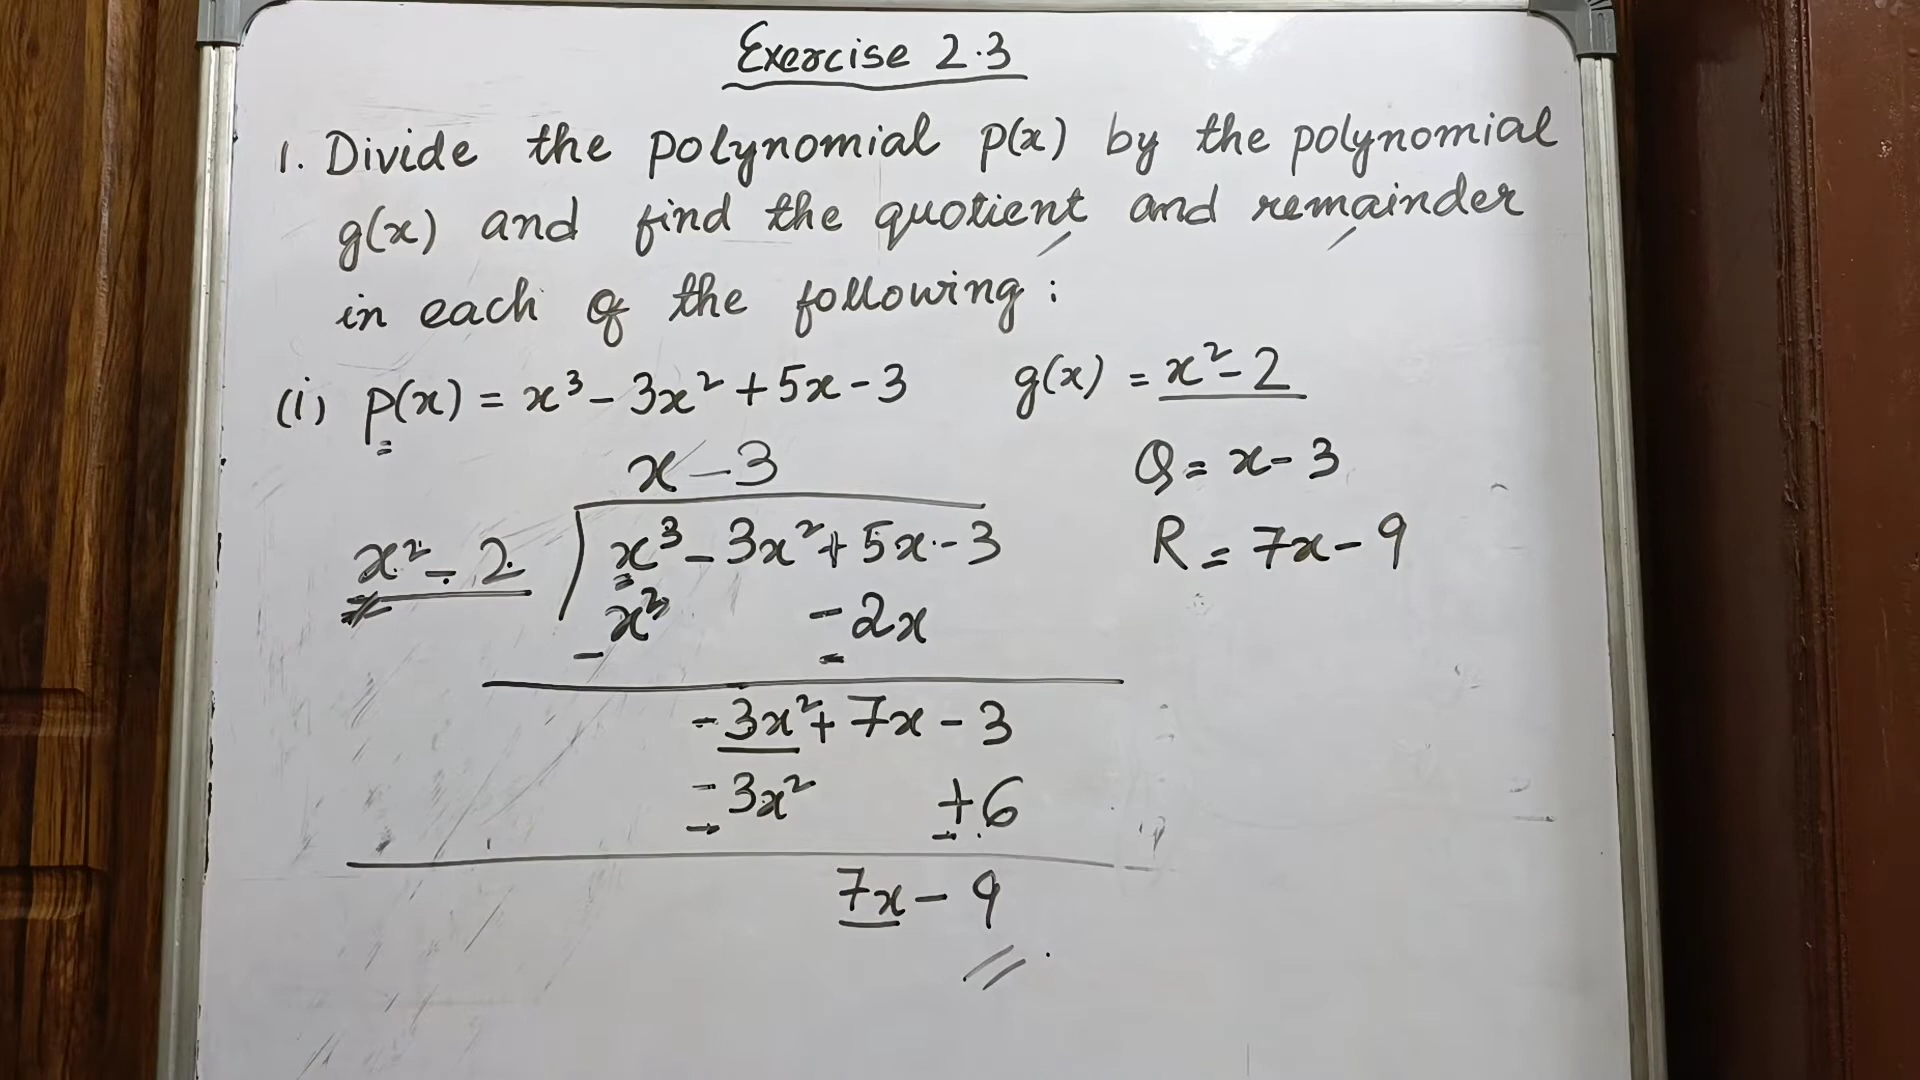 Exercise 2.3
1. Divide the polynomial p(x) by the polynomial
g(x) and find the quotient and remainder
in each of the following :
(i) p(x) = x³ - 3x² + 5x - 3 g(x) = x² - 2
x - 3 Q = x - 3
x² - 2 ) x³ - 3x² + 5x - 3 R = 7x - 9
x³ - 2x
- 3x² + 7x - 3
- 3x² + 6
7x - 9